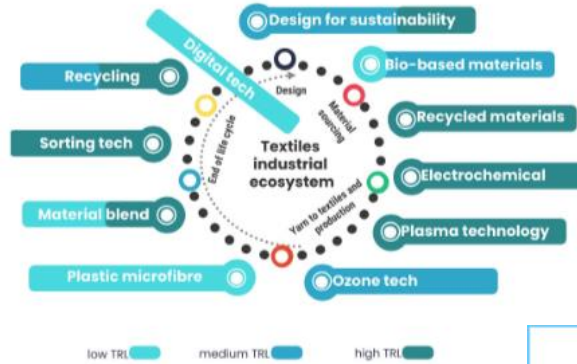 Design for sustainability
Digital tech
Recycling
Bio-based materials
Design
Material
sourcing
Recycled materials
Sorting tech
End of life cycle
Textiles
industrial
ecosystem
Electrochemical
Material blend
Yarn to textiles and
production
Plasma technology
Plastic microfibre
Ozone tech
low TRL
medium TRL
high TRL